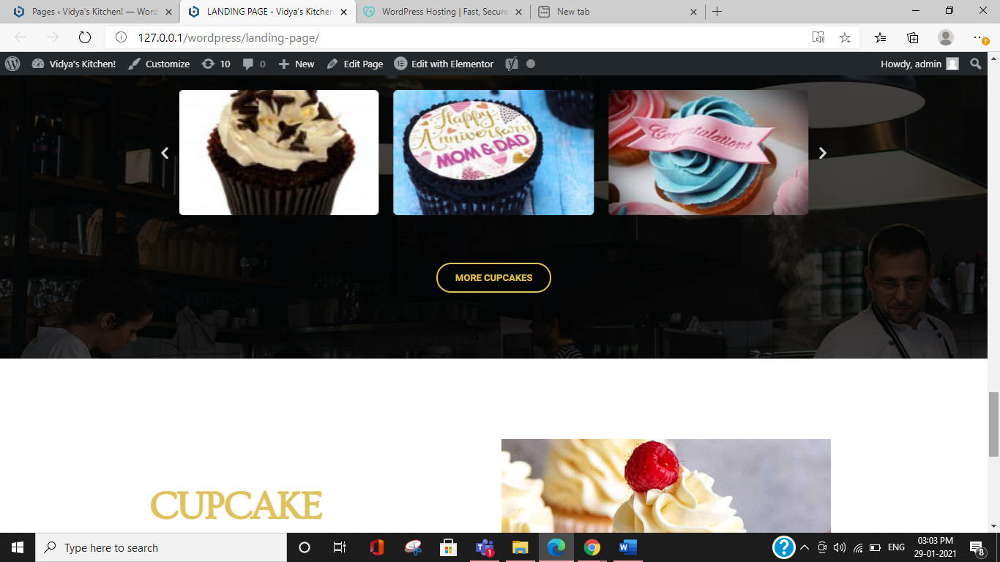 Pages ‹ Vidya's Kitchen! — Word
LANDING PAGE - Vidya's Kitchen
WordPress Hosting | Fast, Secure
New tab
127.0.0.1/wordpress/landing-page/
Vidya's Kitchen!
Customize
10
0
New
Edit Page
Edit with Elementor
Howdy, admin
Happy
Anniversary
MOM & DAD
Congratulations
MORE CUPCAKES
CUPCAKE
Type here to search
1
ENG
03:03 PM
29-01-2021
8